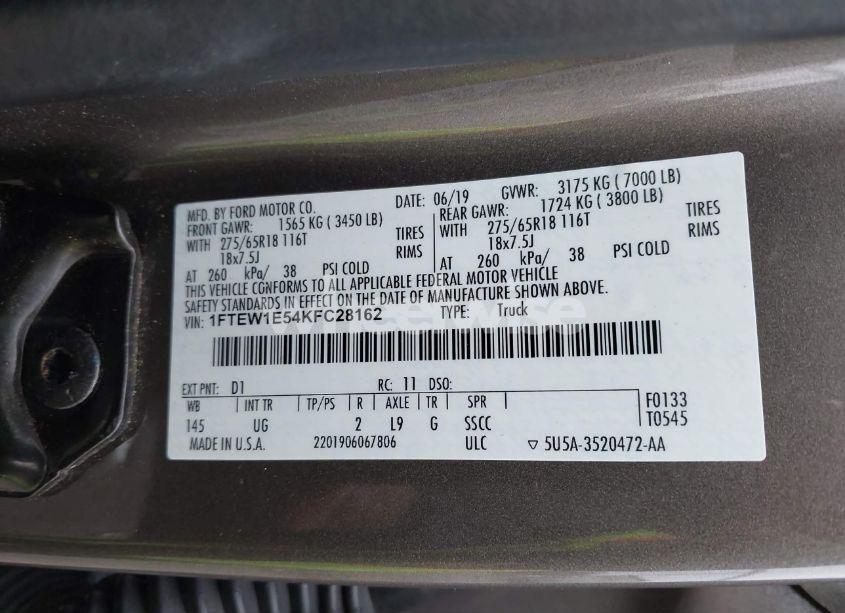 MFD. BY FORD MOTOR CO. DATE: 06/19 GVWR: 3175 KG ( 7000 LB)
FRONT GAWR: 1565 KG ( 3450 LB) REAR GAWR: 1724 KG ( 3800 LB)
WITH 275/65R18 116T TIRES WITH 275/65R18 116T TIRES
18x7.5J RIMS 18x7.5J RIMS
AT 260 kPa/ 38 PSI COLD AT 260 kPa/ 38 PSI COLD
THIS VEHICLE CONFORMS TO ALL APPLICABLE FEDERAL MOTOR VEHICLE
SAFETY STANDARDS IN EFFECT ON THE DATE OF MANUFACTURE SHOWN ABOVE.
VIN: 1FTEW1E54KFC28162 TYPE: Truck
wheelwise
EXT PNT: D1 RC: 11 DSO:
WB INT TR TP/PS R AXLE TR SPR F0133
145 UG 2 L9 G SSCC T0545
MADE IN U.S.A. 2201906067806 ULC ▽ 5U5A-3520472-AA